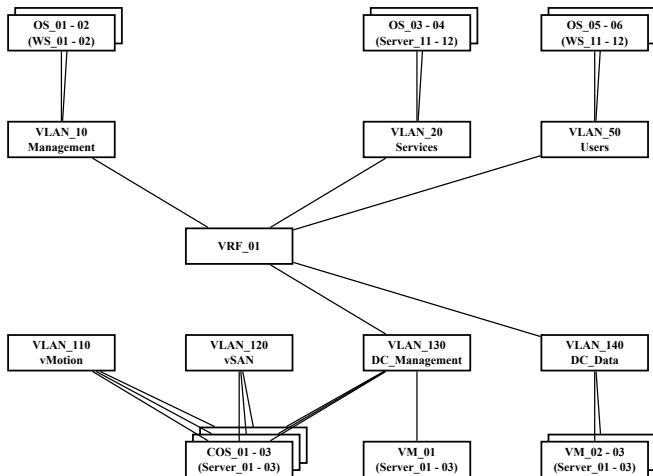 OS_01 - 02
(WS_01 - 02)
OS_03 - 04
(Server_11 - 12)
OS_05 - 06
(WS_11 - 12)
VLAN_10
Management
VLAN_20
Services
VLAN_50
Users
VRF_01
VLAN_110
vMotion
VLAN_120
vSAN
VLAN_130
DC_Management
VLAN_140
DC_Data
COS_01 - 03
(Server_01 - 03)
VM_01
(Server_01 - 03)
VM_02 - 03
(Server_01 - 03)